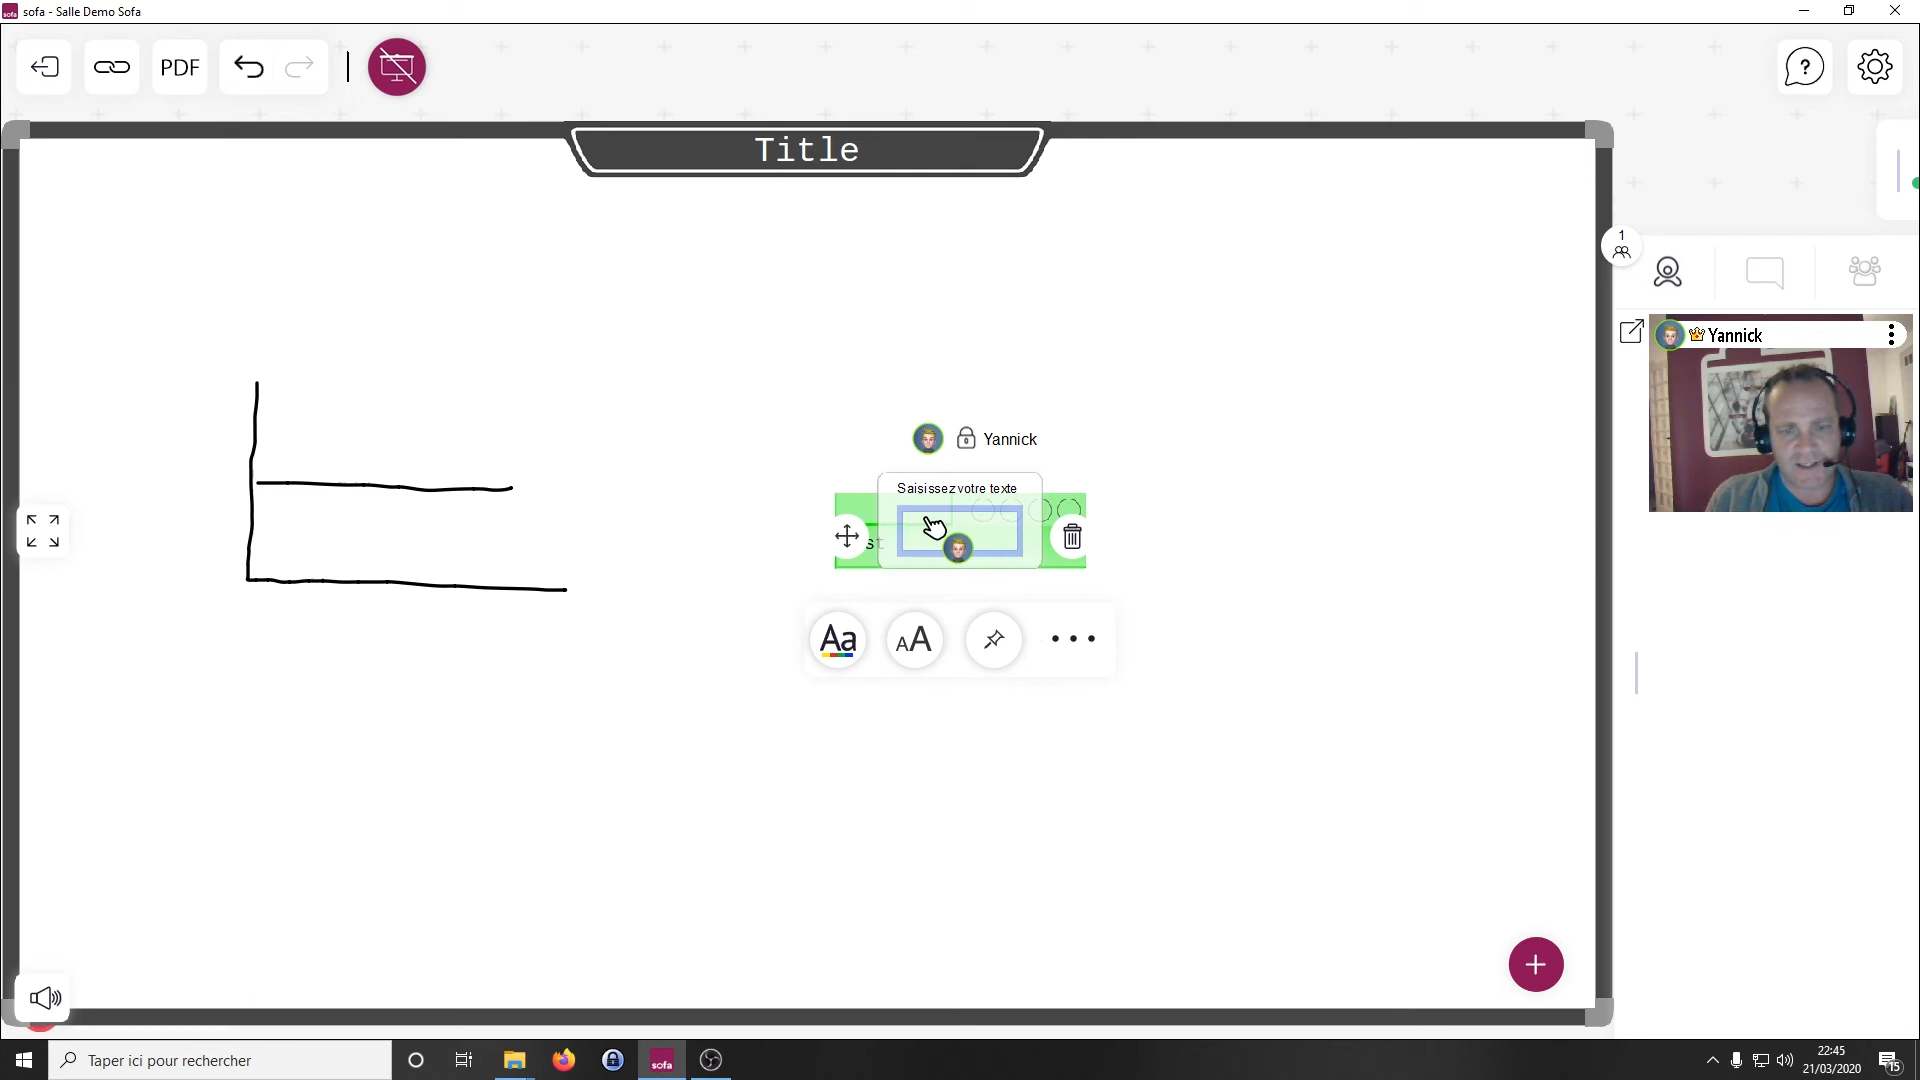 sofa - Salle Demo Sofa
PDF
?
Title
1
Yannick
Yannick
Saisissez votre texte
st
Aa
AA
+
Taper ici pour rechercher
sofa
22:45
21/03/2020
15